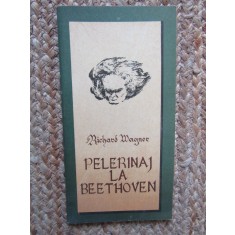 Richard Wagner
PELERINAJ
LA
BEETHOVEN